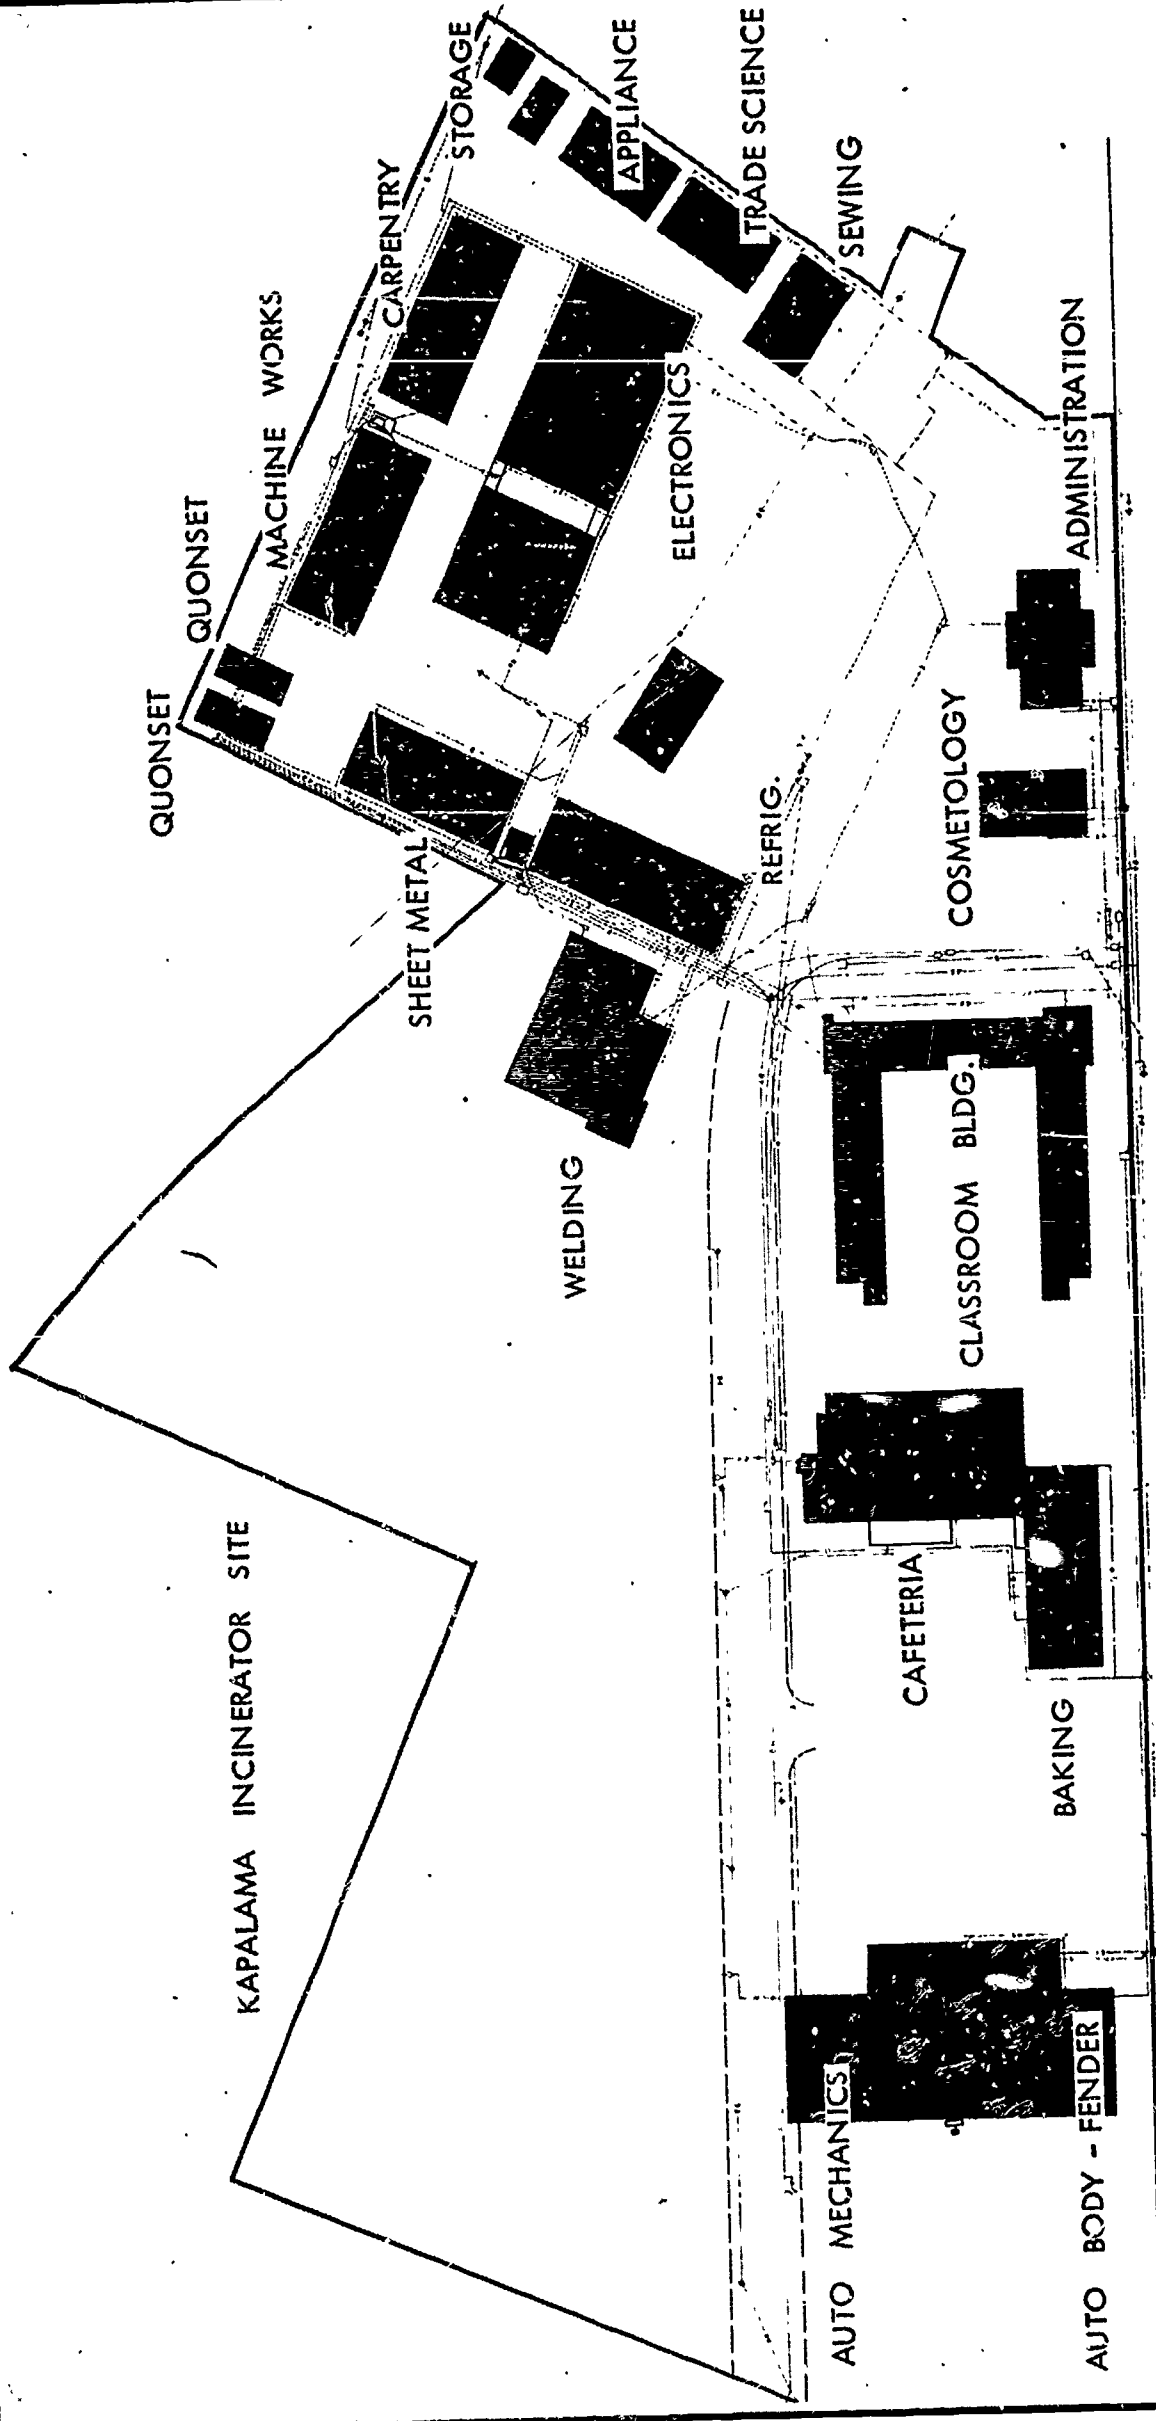 QUONSET
QUONSET
MACHINE WORKS
CARPENTRY
STORAGE
APPLIANCE
TRADE SCIENCE
SEWING
ELECTRONICS
SHEET METAL
REFRIG.
WELDING
ADMINISTRATION
COSMETOLOGY
CLASSROOM BLDG.
KAPALAMA INCINERATOR SITE
CAFETERIA
BAKING
AUTO MECHANICS
AUTO BODY - FENDER